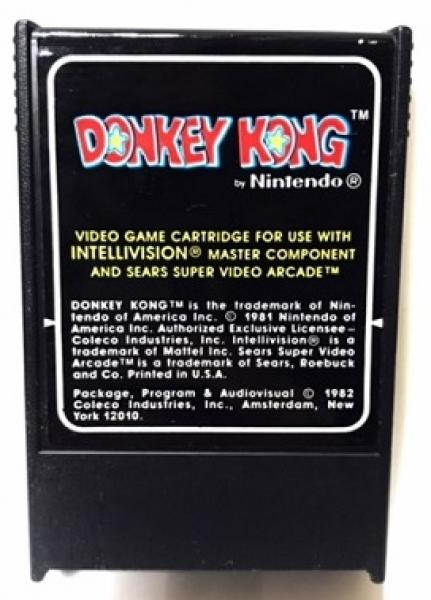 DONKEY KONG™
by Nintendo®
VIDEO GAME CARTRIDGE FOR USE WITH
INTELLIVISION® MASTER COMPONENT
AND SEARS SUPER VIDEO ARCADE™
DONKEY KONG™ is the trademark of Nin-
tendo of America Inc. © 1981 Nintendo of
America Inc. Authorized Exclusive Licensee–
Coleco Industries, Inc. Intellivision® is a
trademark of Mattel Inc. Sears Super Video
Arcade™ is a trademark of Sears, Roebuck
and Co. Printed in U.S.A.
Package, Program & Audiovisual © 1982
Coleco Industries, Inc., Amsterdam, New
York 12010.